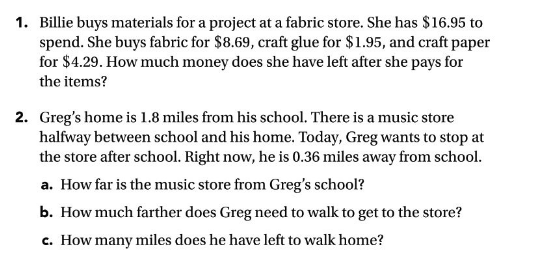 1. Billie buys materials for a project at a fabric store. She has $16.95 to
spend. She buys fabric for $8.69, craft glue for $1.95, and craft paper
for $4.29. How much money does she have left after she pays for
the items?
2. Greg's home is 1.8 miles from his school. There is a music store
halfway between school and his home. Today, Greg wants to stop at
the store after school. Right now, he is 0.36 miles away from school.
a. How far is the music store from Greg's school?
b. How much farther does Greg need to walk to get to the store?
c. How many miles does he have left to walk home?